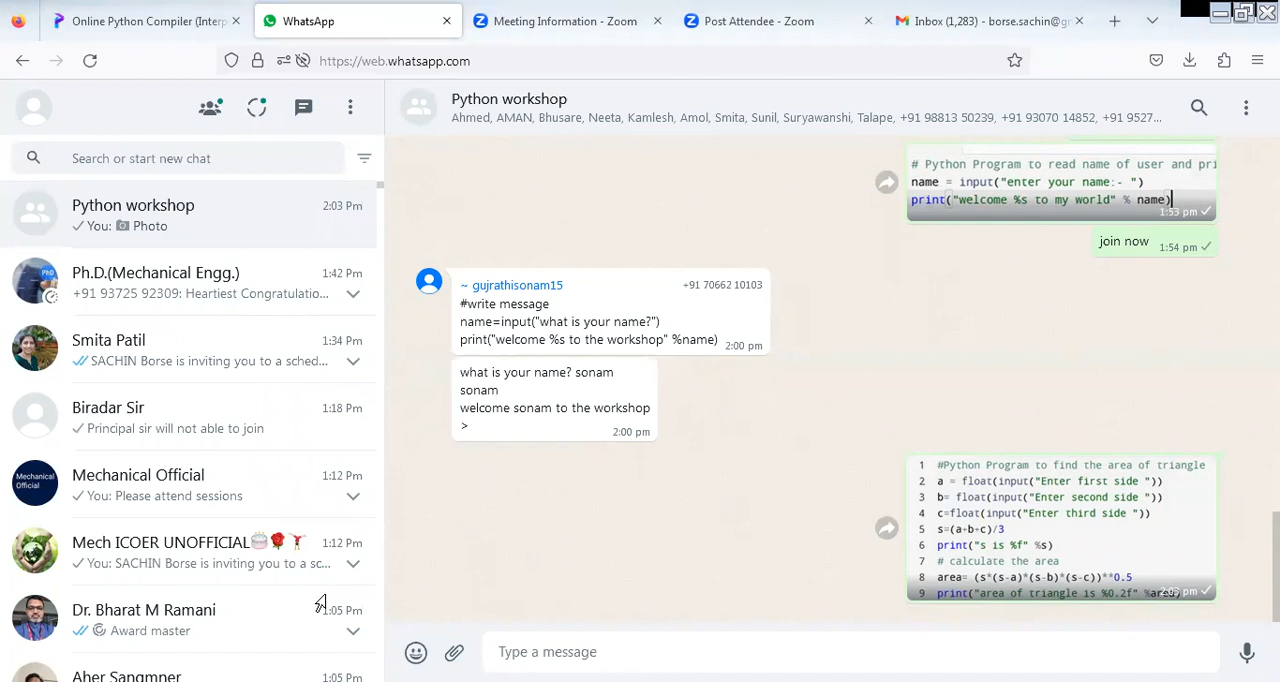 Online Python Compiler (Interp
WhatsApp
Meeting Information - Zoom
Post Attendee - Zoom
Inbox (1,283) - borse.sachin@gr
https://web.whatsapp.com
Search or start new chat
Python workshop
2:03 PM
You: Photo
Ph.D.(Mechanical Engg.)
1:42 Pm
+91 93725 92309: Heartiest Congratulatio...
Smita Patil
1:34 Pm
SACHIN Borse is inviting you to a sched...
Biradar Sir
1:18 PM
Principal sir will not able to join
Mechanical Official
Mechanical
Official
1:12 PM
You: Please attend sessions
Mech ICOER UNOFFICIAL
1:12 PM
You: SACHIN Borse is inviting you to a sc...
Dr. Bharat M Ramani
1:05 Pm
Award master
Aher Sangmner
1:05 PM
Python workshop
Ahmed, AMAN, Bhusare, Neeta, Kamlesh, Amol, Smita, Sunil, Suryawanshi, Talape, +91 98813 50239, +91 93070 14852, +91 9527...
# Python Program to read name of user and pri
name = input("enter your name:- ")
print("welcome %s to my world" % name)
1:53 pm
join now
1:54 pm
~ gujrathisonam15
+91 70662 10103
#write message
name=input("what is your name?")
print("welcome %s to the workshop" %name)
2:00 pm
what is your name? sonam
sonam
welcome sonam to the workshop
>
2:00 pm
1 #Python Program to find the area of triangle
2 a = float(input("Enter first side "))
3 b= float(input("Enter second side "))
4 c=float(input("Enter third side "))
5 s=(a+b+c)/3
6 print("s is %f" %s)
7 # calculate the area
8 area= (s*(s-a)*(s-b)*(s-c))**0.5
9 print("area of triangle is %0.2f" %area)
2:03 pm
Type a message